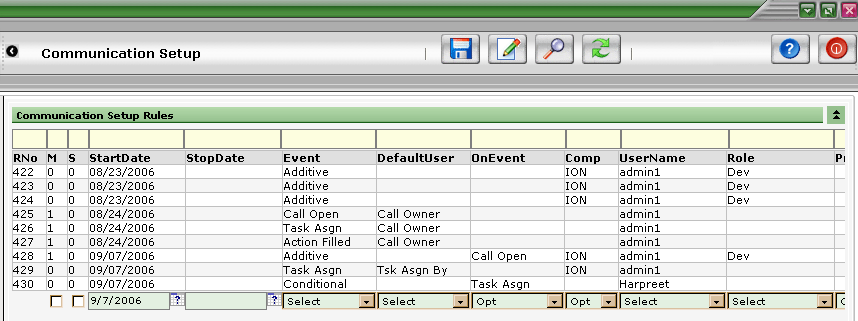 Communication Setup
Communication Setup Rules
RNo M S StartDate StopDate Event DefaultUser OnEvent Comp UserName Role
422 0 0 08/23/2006 Additive ION admin1 Dev
423 0 0 08/23/2006 Additive ION admin1 Dev
424 0 0 08/23/2006 Additive ION admin1 Dev
425 1 0 08/24/2006 Call Open Call Owner admin1
426 1 0 08/24/2006 Task Asgn Call Owner admin1
427 1 0 08/24/2006 Action Filled Call Owner admin1
428 1 0 09/07/2006 Additive Call Open ION admin1 Dev
429 0 0 09/07/2006 Task Asgn Tsk Asgn By ION admin1
430 0 0 09/07/2006 Conditional Task Asgn Harpreet
9/7/2006 ? ? Select Select Opt Opt Select Select